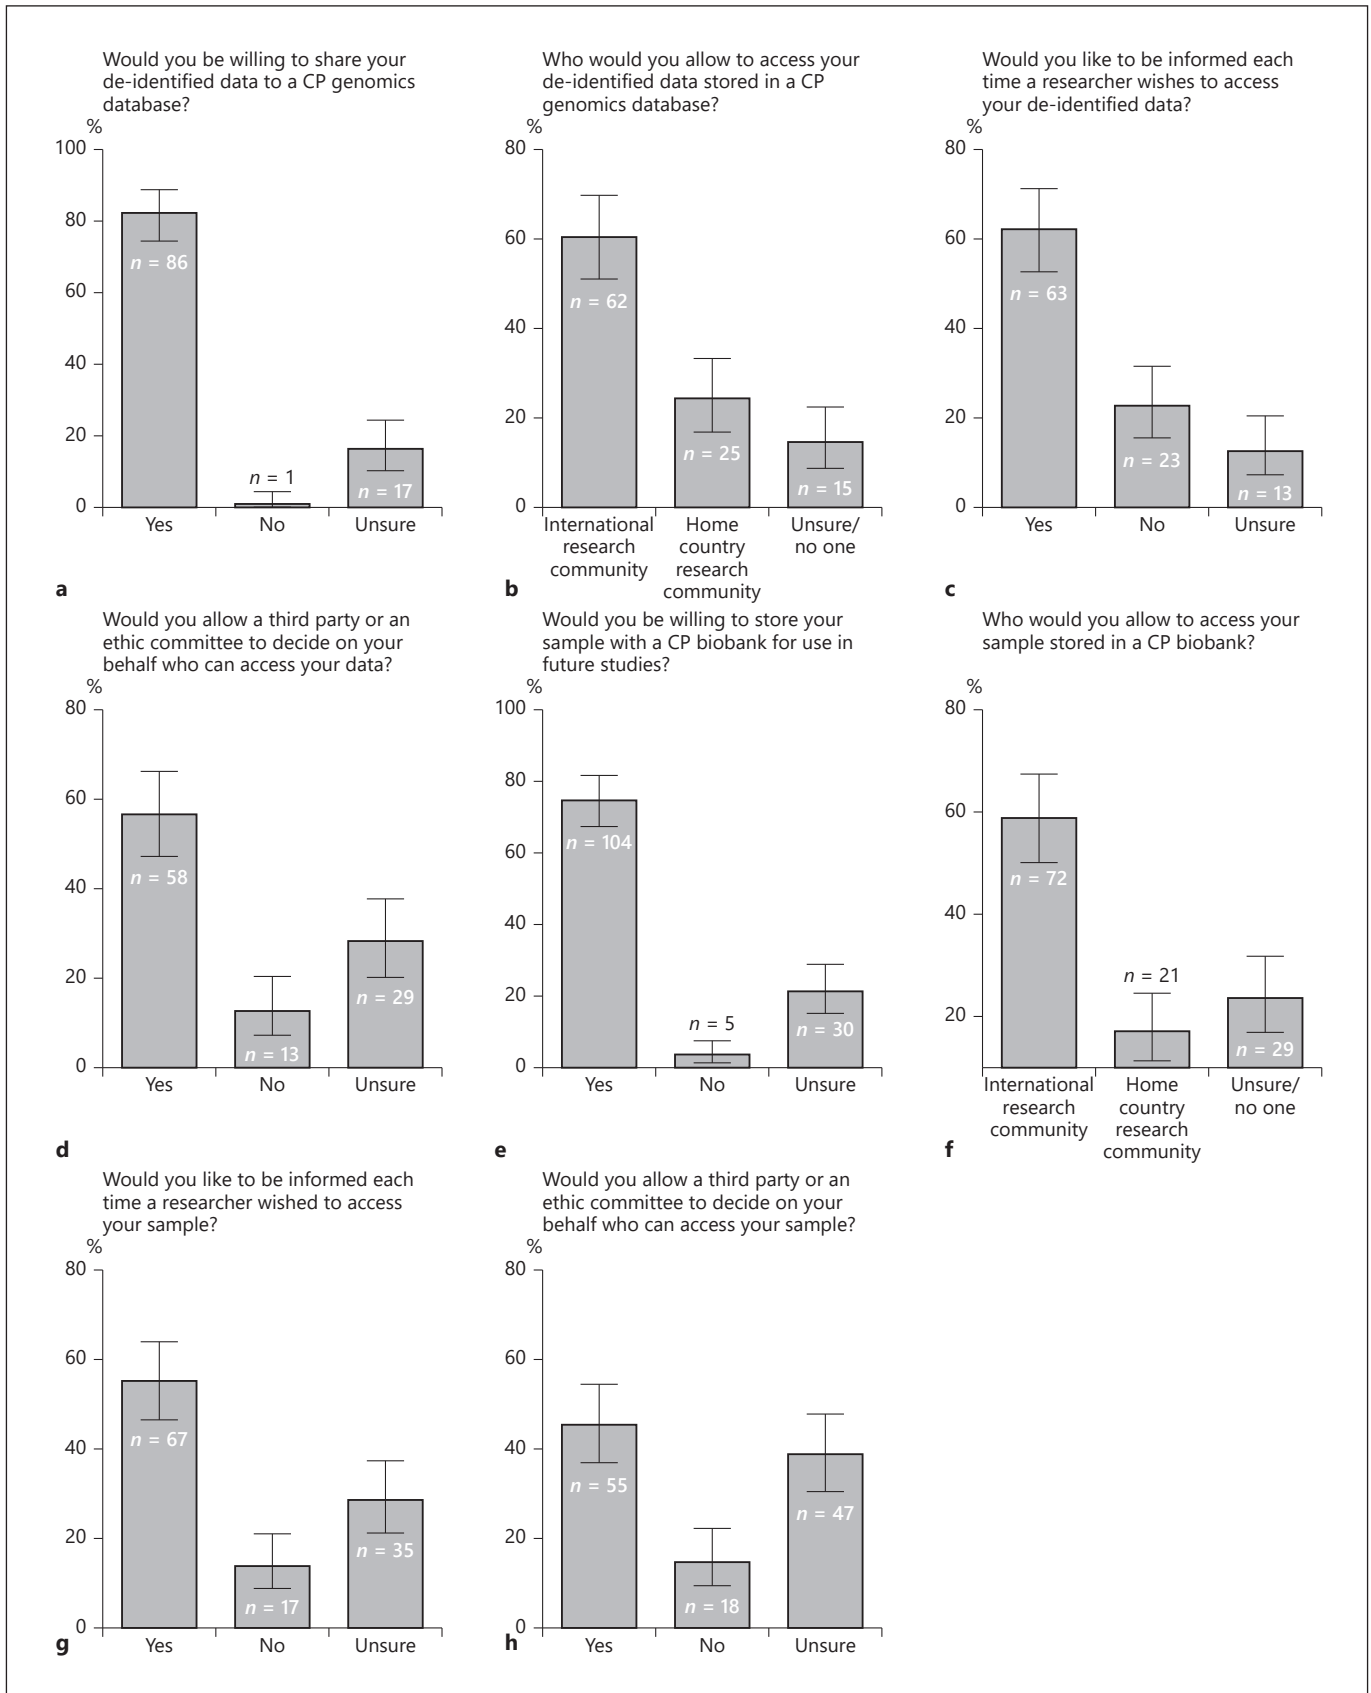 Would you be willing to share your
de-identified data to a CP genomics
database?
%
100
80
60
40
20
0
n = 86
n = 1
n = 17
Yes
No
Unsure
a
Who would you allow to access your
de-identified data stored in a CP
genomics database?
%
80
60
40
20
0
n = 62
n = 25
n = 15
International
research
community
Home
country
research
community
Unsure/
no one
b
Would you like to be informed each
time a researcher wishes to access
your de-identified data?
%
80
60
40
20
0
n = 63
n = 23
n = 13
Yes
No
Unsure
c
Would you allow a third party or an
ethic committee to decide on your
behalf who can access your data?
%
80
60
40
20
0
n = 58
n = 13
n = 29
Yes
No
Unsure
d
Would you be willing to store your
sample with a CP biobank for use in
future studies?
%
100
80
60
40
20
0
n = 104
n = 5
n = 30
Yes
No
Unsure
e
Who would you allow to access your
sample stored in a CP biobank?
%
80
60
40
20
n = 72
n = 21
n = 29
International
research
community
Home
country
research
community
Unsure/
no one
f
Would you like to be informed each
time a researcher wished to access
your sample?
%
80
60
40
20
0
n = 67
n = 17
n = 35
Yes
No
Unsure
g
Would you allow a third party or an
ethic committee to decide on your
behalf who can access your sample?
%
80
60
40
20
0
n = 55
n = 18
n = 47
Yes
No
Unsure
h